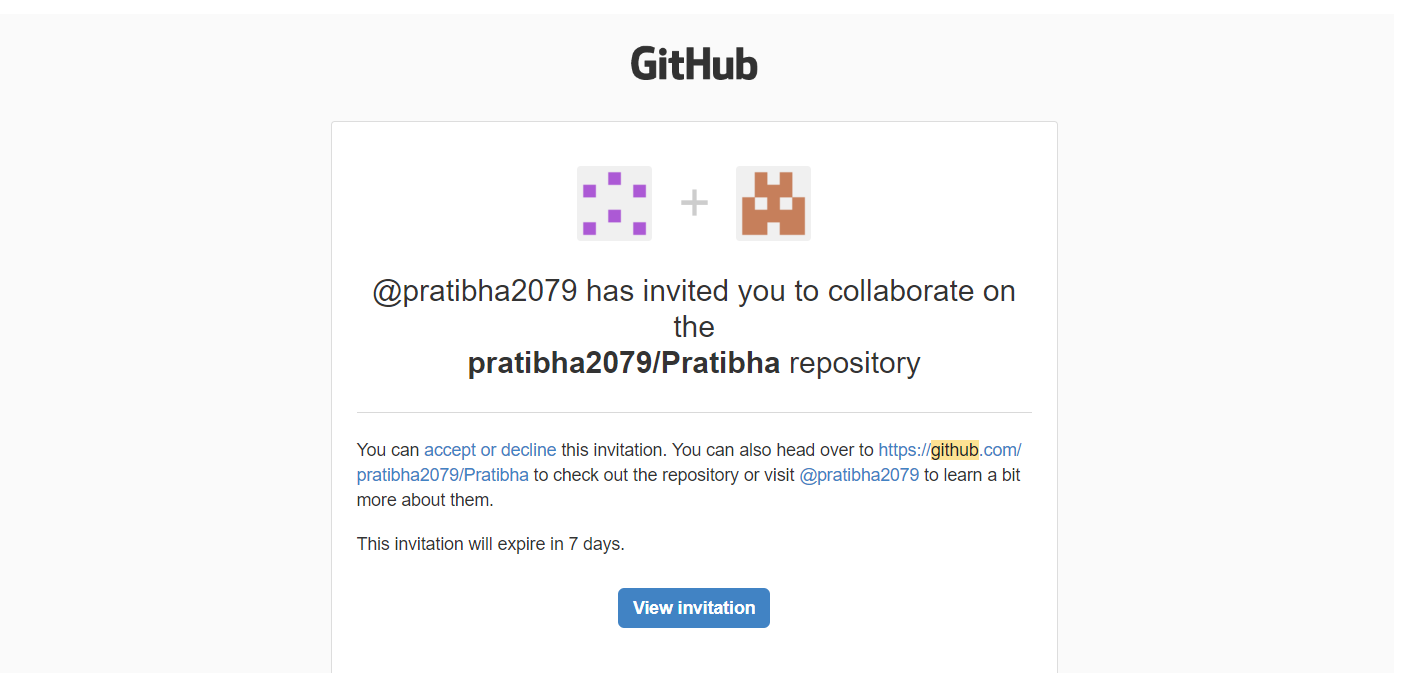 GitHub
@pratibha2079 has invited you to collaborate on
the
pratibha2079/Pratibha repository
You can accept or decline this invitation. You can also head over to https://github.com/
pratibha2079/Pratibha to check out the repository or visit @pratibha2079 to learn a bit
more about them.
This invitation will expire in 7 days.
View invitation